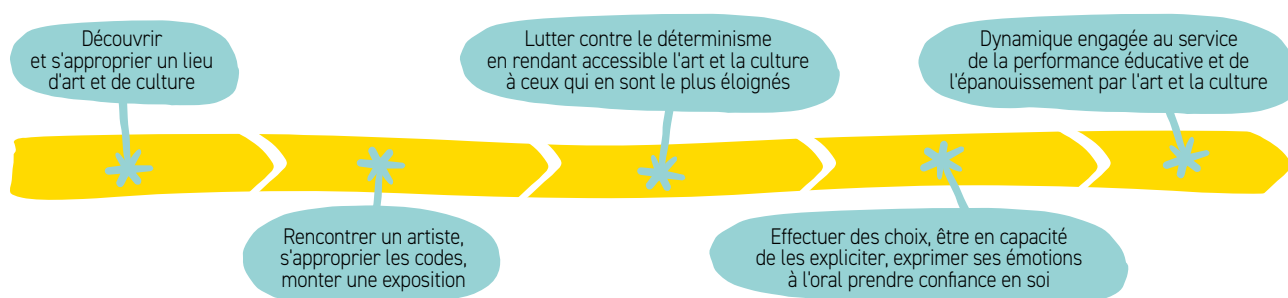 Découvrir
et s'approprier un lieu
d'art et de culture
Rencontrer un artiste,
s'approprier les codes,
monter une exposition
Lutter contre le déterminisme
en rendant accessible l'art et la culture
à ceux qui en sont le plus éloignés
Effectuer des choix, être en capacité
de les expliciter, exprimer ses émotions
à l'oral prendre confiance en soi
Dynamique engagée au service
de la performance éducative et de
l'épanouissement par l'art et la culture